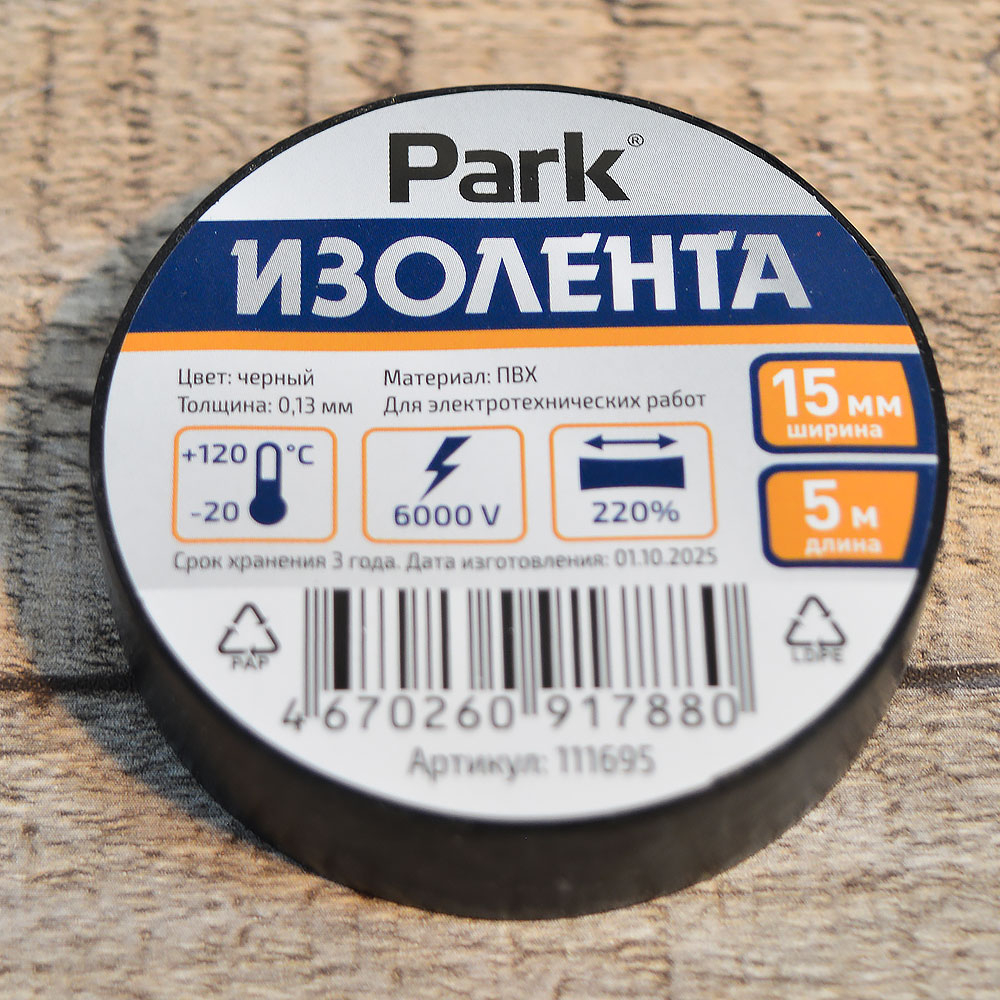 Park®
ИЗОЛЕНТА
Цвет: черный
Толщина: 0,13 мм
Материал: ПВХ
Для электротехнических работ
15 мм
ширина
5 м
длина
+120 °C
-20
6000 V
220%
Срок хранения 3 года. Дата изготовления: 01.10.2025
PAP
LDPE
4 670260 917880
Артикул: 111695